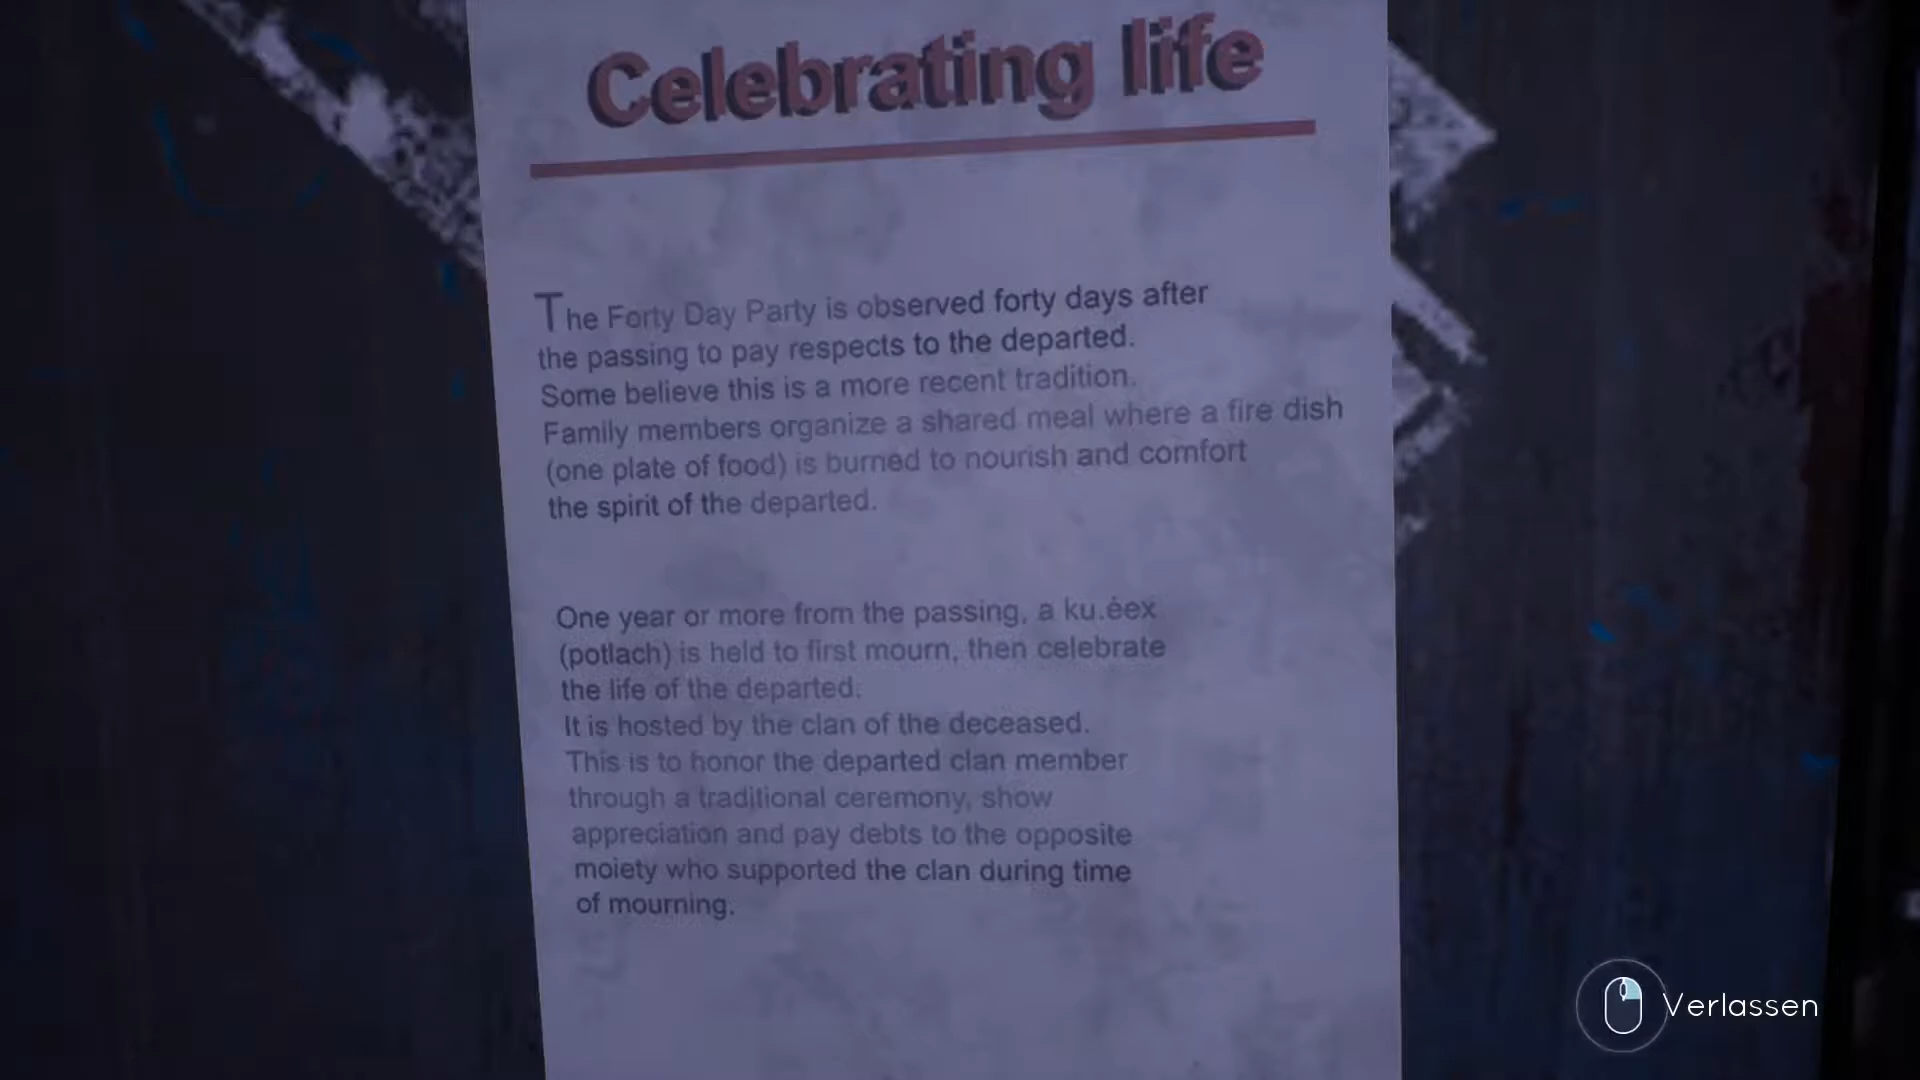 Celebrating life
The Forty Day Party is observed forty days after
the passing to pay respects to the departed.
Some believe this is a more recent tradition.
Family members organize a shared meal where a fire dish
(one plate of food) is burned to nourish and comfort
the spirit of the departed.
One year or more from the passing, a ku.éex
(potlach) is held to first mourn, then celebrate
the life of the departed.
It is hosted by the clan of the deceased.
This is to honor the departed clan member
through a traditional ceremony, show
appreciation and pay debts to the opposite
moiety who supported the clan during time
of mourning.
Verlassen